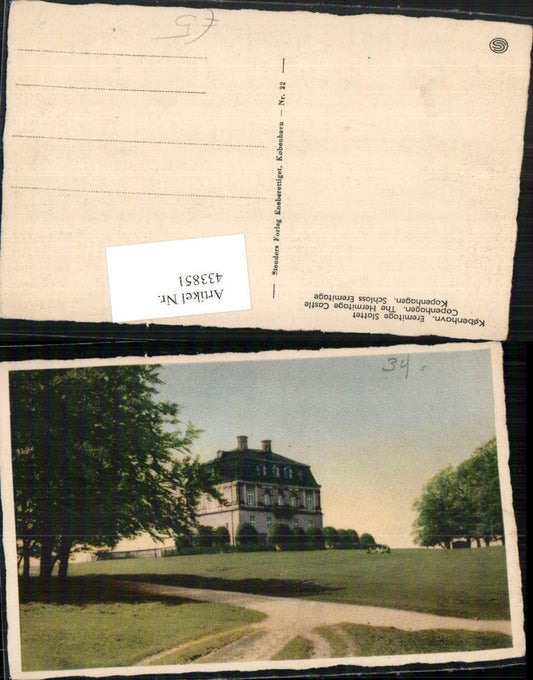 København. Eremitage Slottet
Copenhagen. The Hermitage Castle
Kopenhagen. Schloss Eremitage
Stenders Forlag Eneberettiget, København — Nr. 32
Artikel Nr.
433851
S
34.